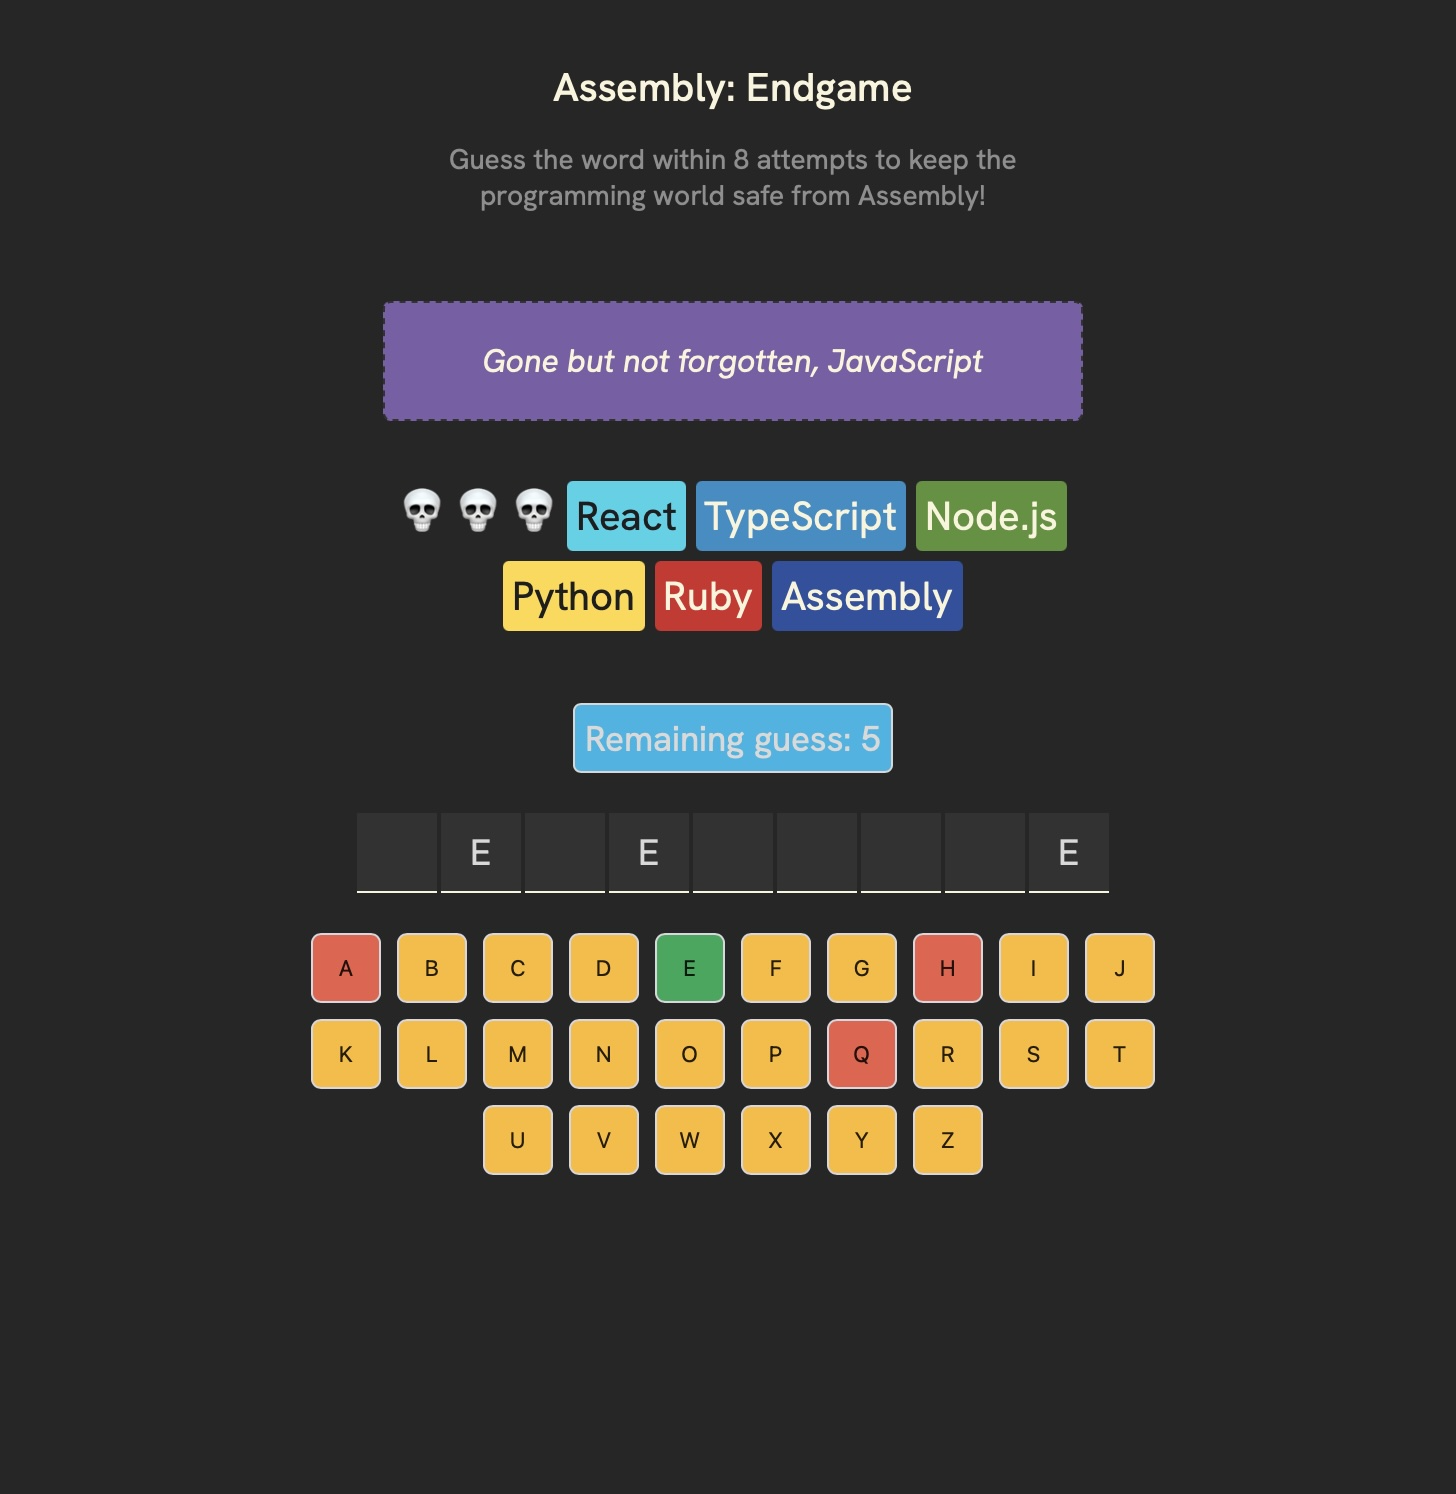 Assembly: Endgame
Guess the word within 8 attempts to keep the
programming world safe from Assembly!
Gone but not forgotten, JavaScript
React TypeScript Node.js
Python Ruby Assembly
Remaining guess: 5
E E E
A B C D E F G H I J
K L M N O P Q R S T
U V W X Y Z